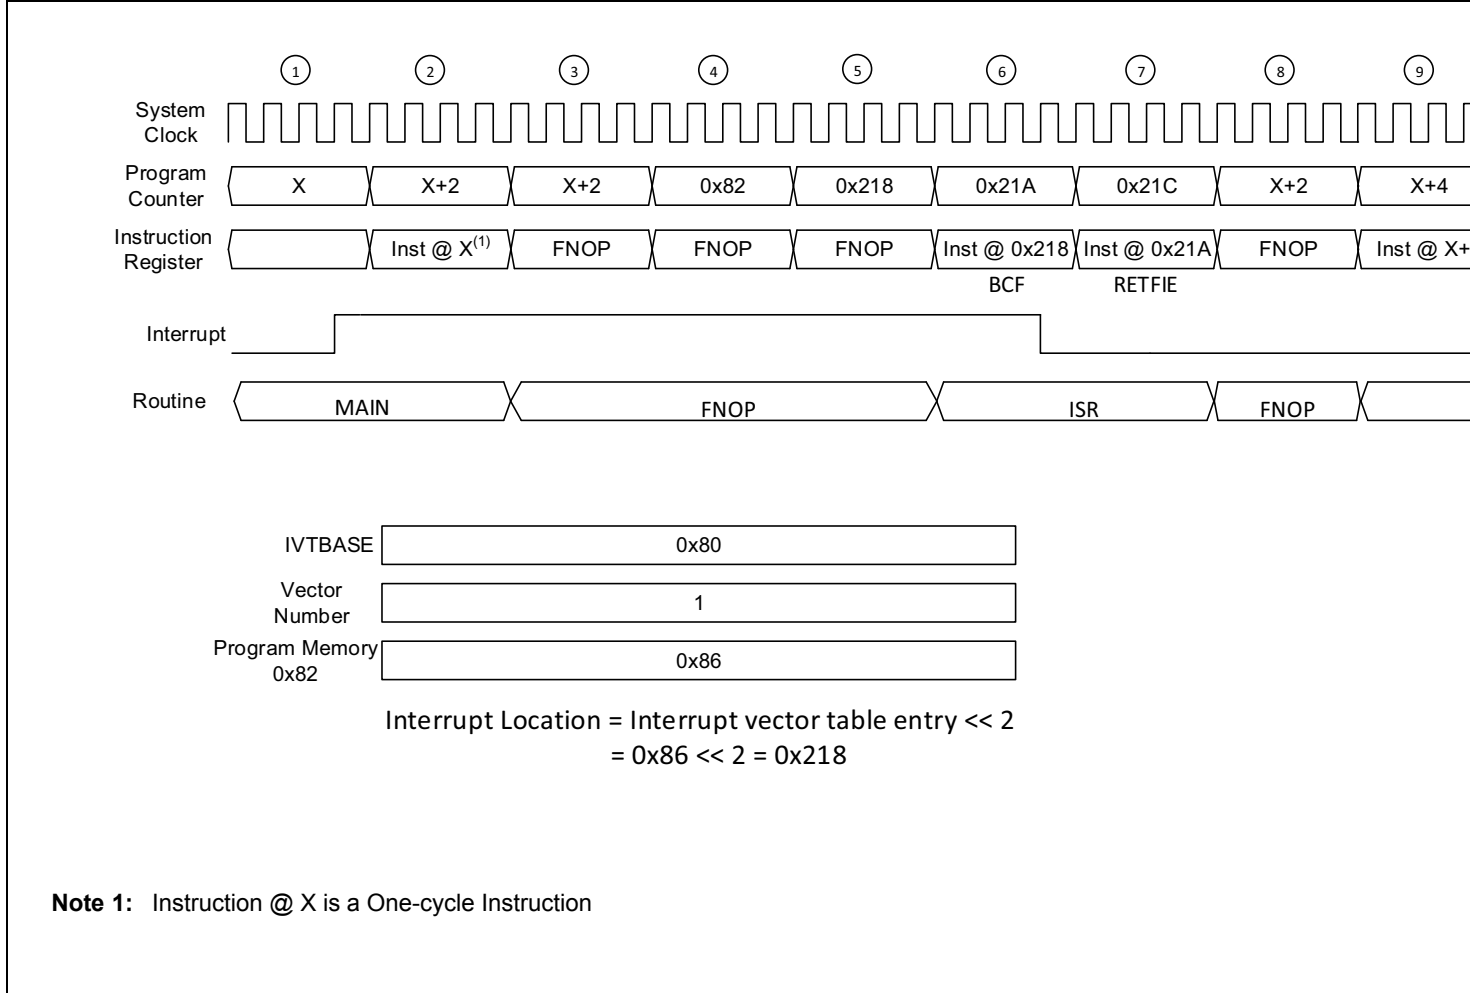 1 2 3 4 5 6 7 8 9
System
Clock
Program
Counter
X X+2 X+2 0x82 0x218 0x21A 0x21C X+2 X+4
Instruction
Register
Inst @ X(1) FNOP FNOP FNOP Inst @ 0x218 Inst @ 0x21A FNOP Inst @ X+
BCF RETFIE
Interrupt
Routine MAIN FNOP ISR FNOP
IVTBASE 0x80
Vector
Number
1
Program Memory
0x82
0x86
Interrupt Location = Interrupt vector table entry << 2
= 0x86 << 2 = 0x218
Note 1: Instruction @ X is a One-cycle Instruction